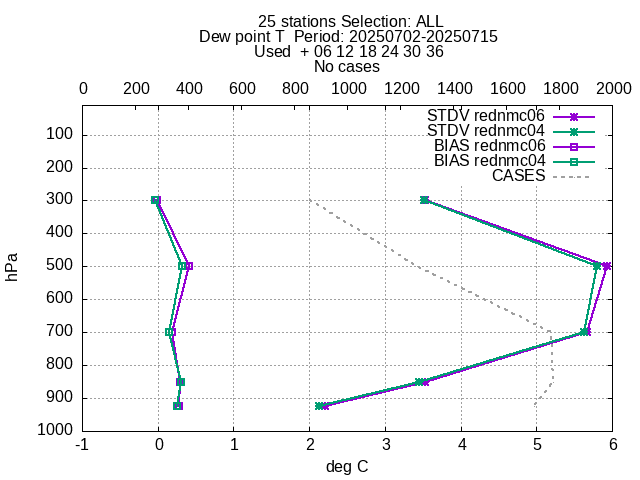 25 stations Selection: ALL
Dew point T  Period: 20250702-20250715
Used  + 06 12 18 24 30 36
No cases
0 200 400 600 800 1000 1200 1400 1600 1800 2000
STDV rednmc06
STDV rednmc04
BIAS rednmc06
BIAS rednmc04
CASES
100
200
300
400
500
600
700
800
900
1000
hPa
-1 0 1 2 3 4 5 6
deg C